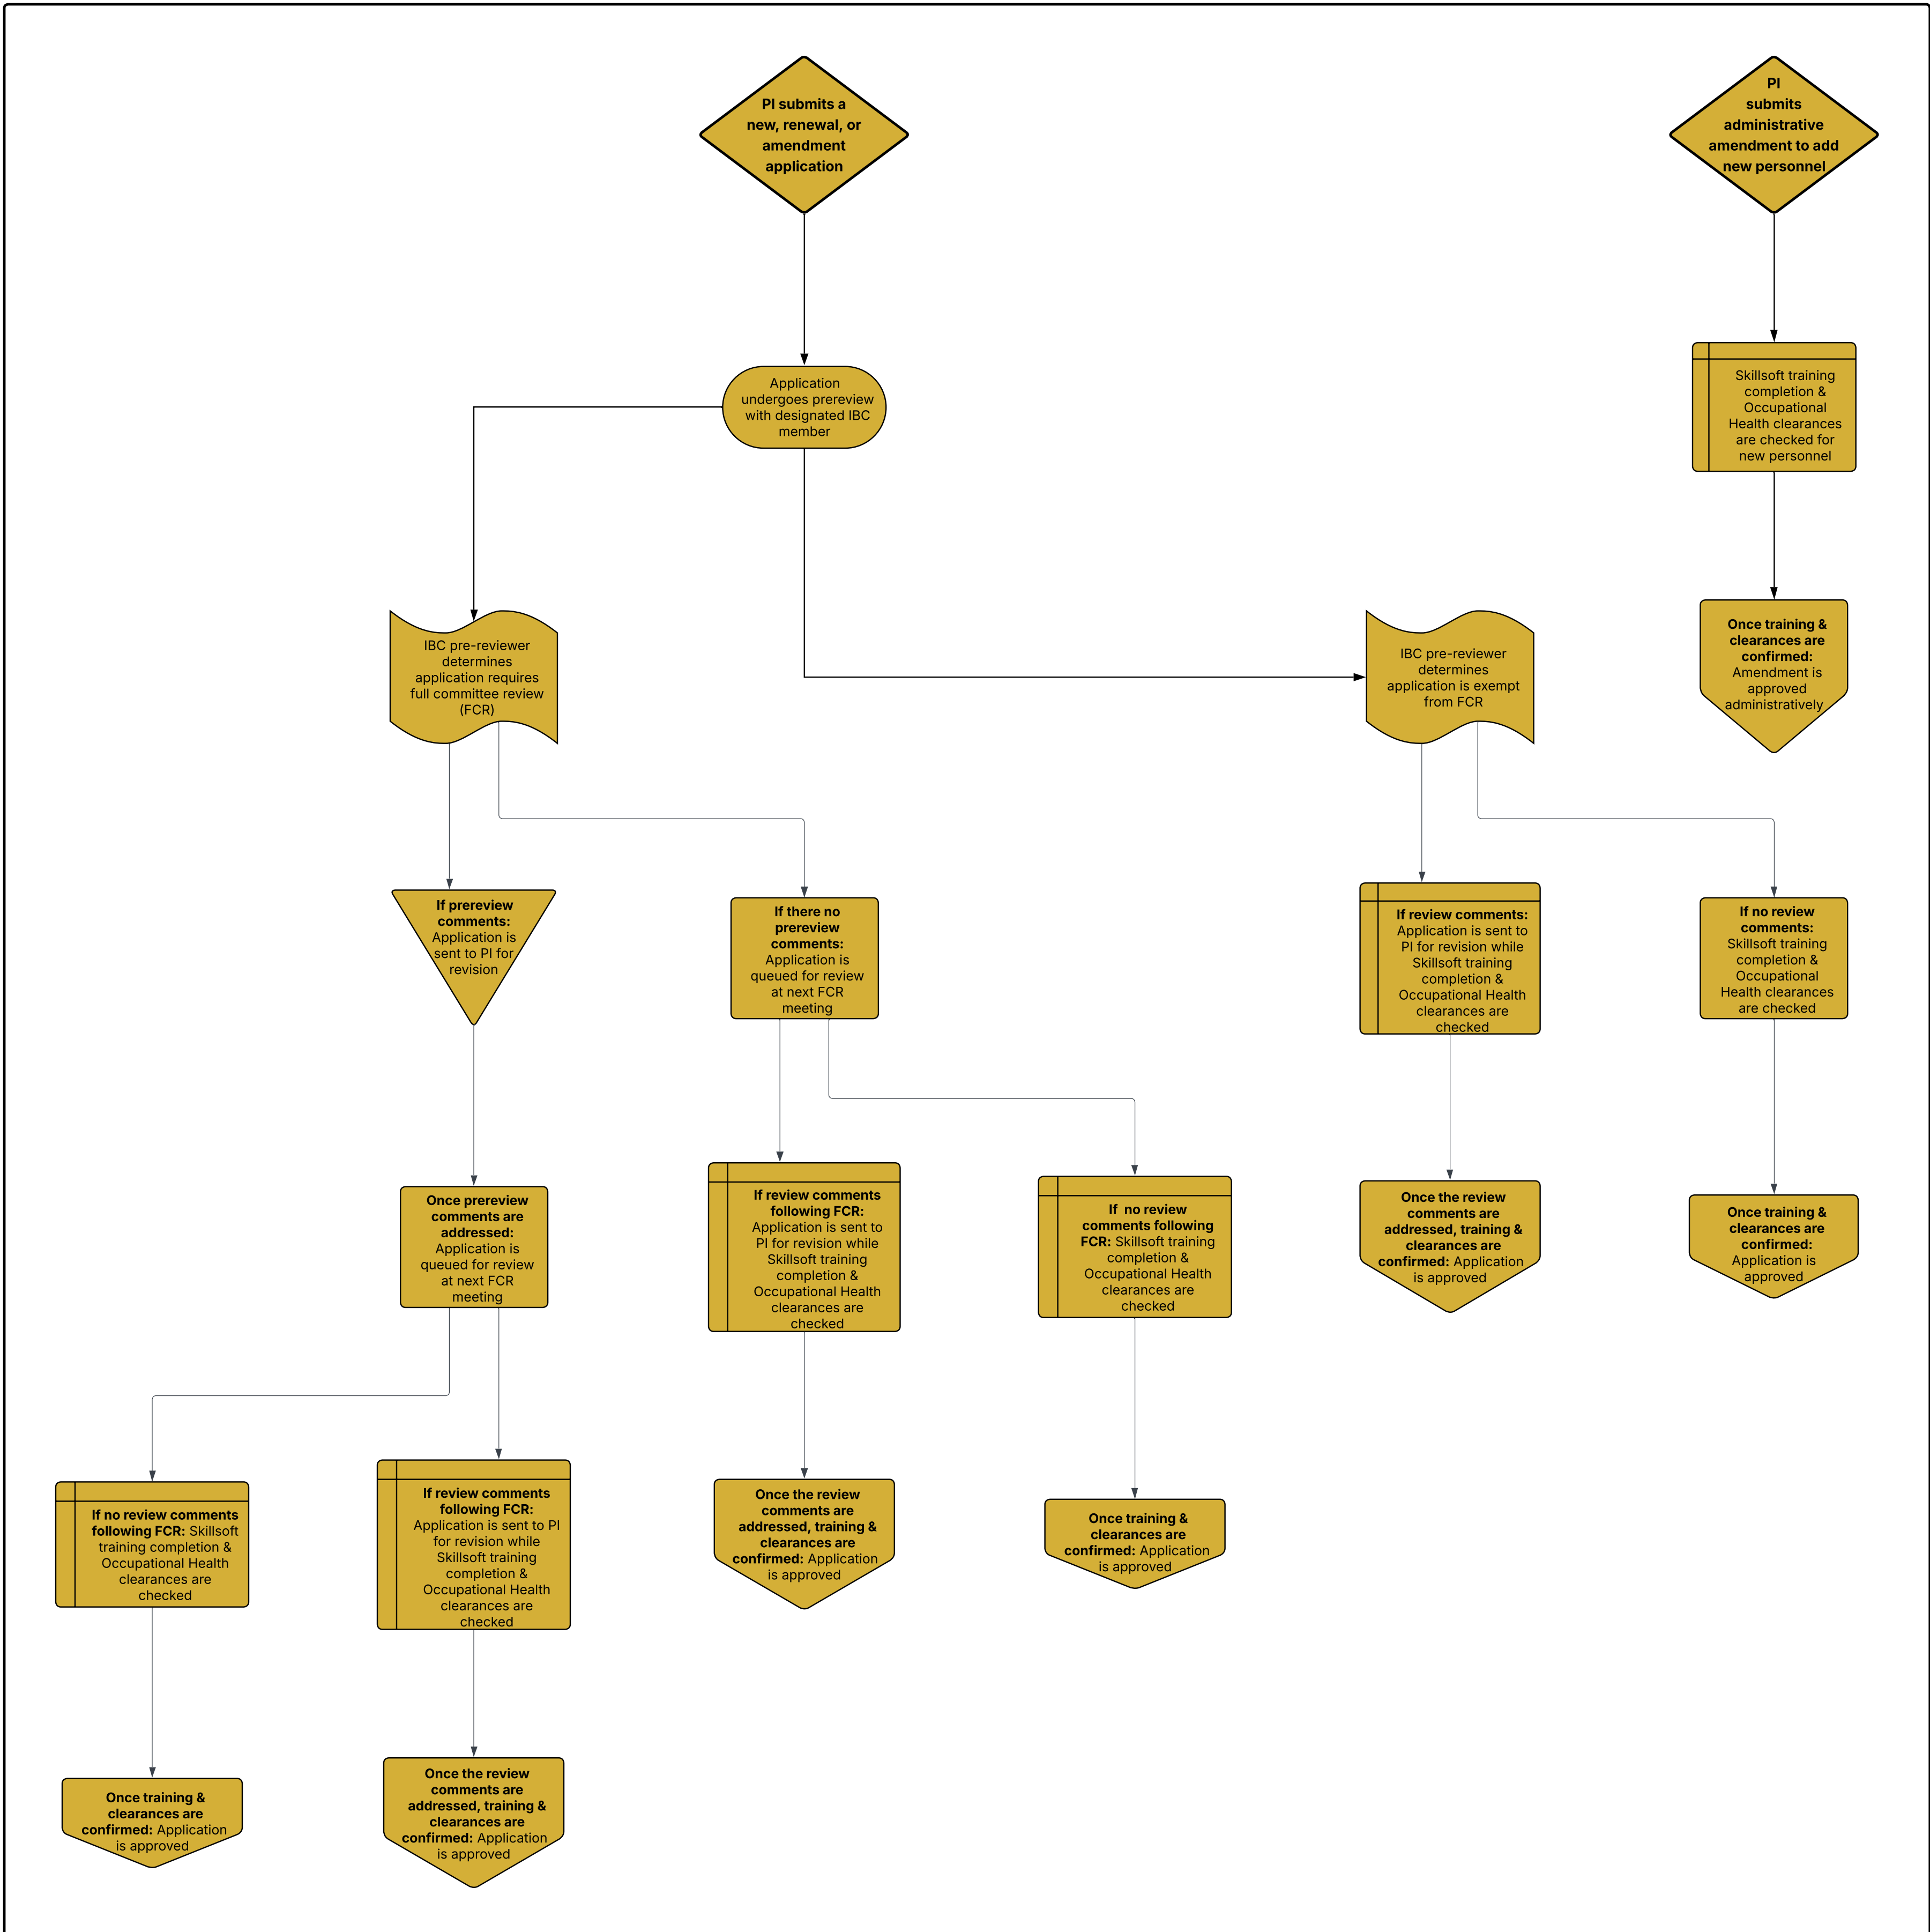 PI submits a
new, renewal, or
amendment
application
PI
submits
administrative
amendment to add
new personnel
Application
undergoes prereview
with designated IBC
member
Skillsoft training
completion &
Occupational
Health clearances
are checked for
new personnel
IBC pre-reviewer
determines
application requires
full committee review
(FCR)
IBC pre-reviewer
determines
application is exempt
from FCR
Once training &
clearances are
confirmed:
Amendment is
approved
administratively
If prereview
comments:
Application is
sent to PI for
revision
If there no
prereview
comments:
Application is
queued for review
at next FCR
meeting
If review comments:
Application is sent to
PI for revision while
Skillsoft training
completion &
Occupational Health
clearances are
checked
If no review
comments:
Skillsoft training
completion &
Occupational
Health clearances
are checked
Once prereview
comments are
addressed:
Application is
queued for review
at next FCR
meeting
If review comments
following FCR:
Application is sent to
PI for revision while
Skillsoft training
completion &
Occupational Health
clearances are
checked
If  no review
comments following
FCR: Skillsoft training
completion &
Occupational Health
clearances are
checked
Once the review
comments are
addressed, training &
clearances are
confirmed: Application
is approved
Once training &
clearances are
confirmed:
Application is
approved
If no review comments
following FCR: Skillsoft
training completion &
Occupational Health
clearances are
checked
If review comments
following FCR:
Application is sent to PI
for revision while
Skillsoft training
completion &
Occupational Health
clearances are
checked
Once the review
comments are
addressed, training &
clearances are
confirmed: Application
is approved
Once training &
clearances are
confirmed: Application
is approved
Once training &
clearances are
confirmed: Application
is approved
Once the review
comments are
addressed, training &
clearances are
confirmed: Application
is approved